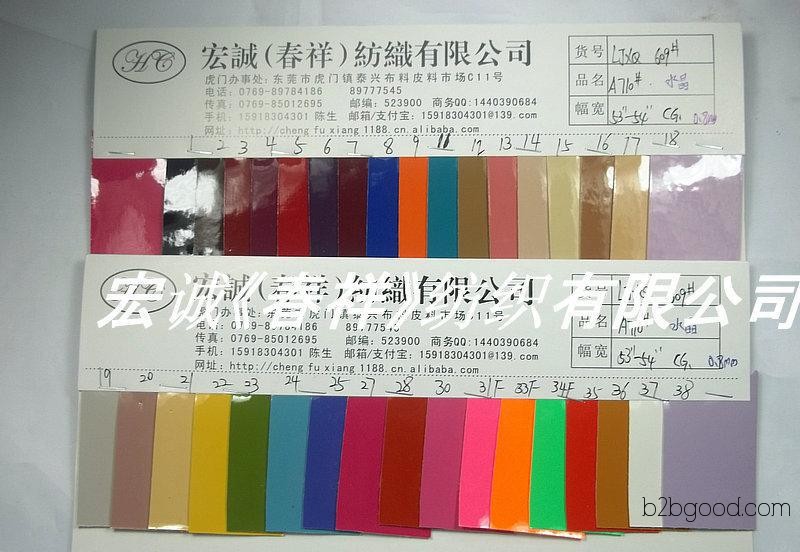 HC
宏誠(春祥)紡織有限公司
虎门办事处:东莞市虎门镇泰兴布料皮料市场C11号
电话:0769-89784186 89777545
传真:0769-85012695 邮编:523900 商务QQ:1440390684
手机:15918304301 陈生 邮箱/支付宝:15918304301@139.com
网址:http://cheng fu xiang 1188.cn.alibaba.com
货号 LJXQ 609#
品名 A710# 水晶
幅宽 53"-54" CG. 0.8mm
1 2 3 4 5 6 7 8 9 11 12 13 14 15 16 17 18
宏誠(春祥)紡織有限公司
宏诚《春祥》纺织有限公司
电话:0769-89784186 89777545
传真:0769-85012695 邮编:523900 商务QQ:1440390684
手机:15918304301 陈生 邮箱/支付宝:15918304301@139.com
网址:http://cheng fu xiang 1188.cn.alibaba.com
609#
品名 A710# 水晶
幅宽 53"-54" CG. 0.8mm
19 20 21 22 23 24 25 27 28 30 31F 33F 34F 35 36 37 38
b2bgood.com